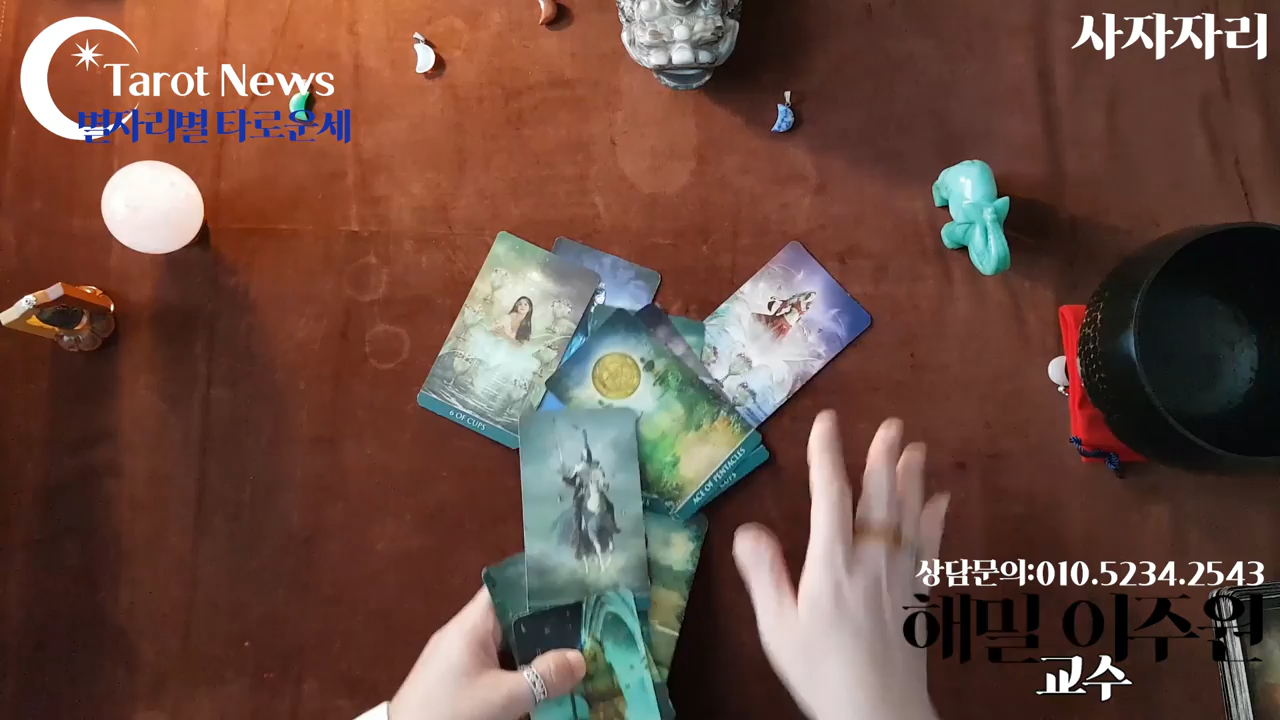 Tarot News
별자리별 타로운세
사자자리
6 OF CUPS
ACE OF PENTACLES
상담문의:010.5234.2543
해밀 이주원
교수